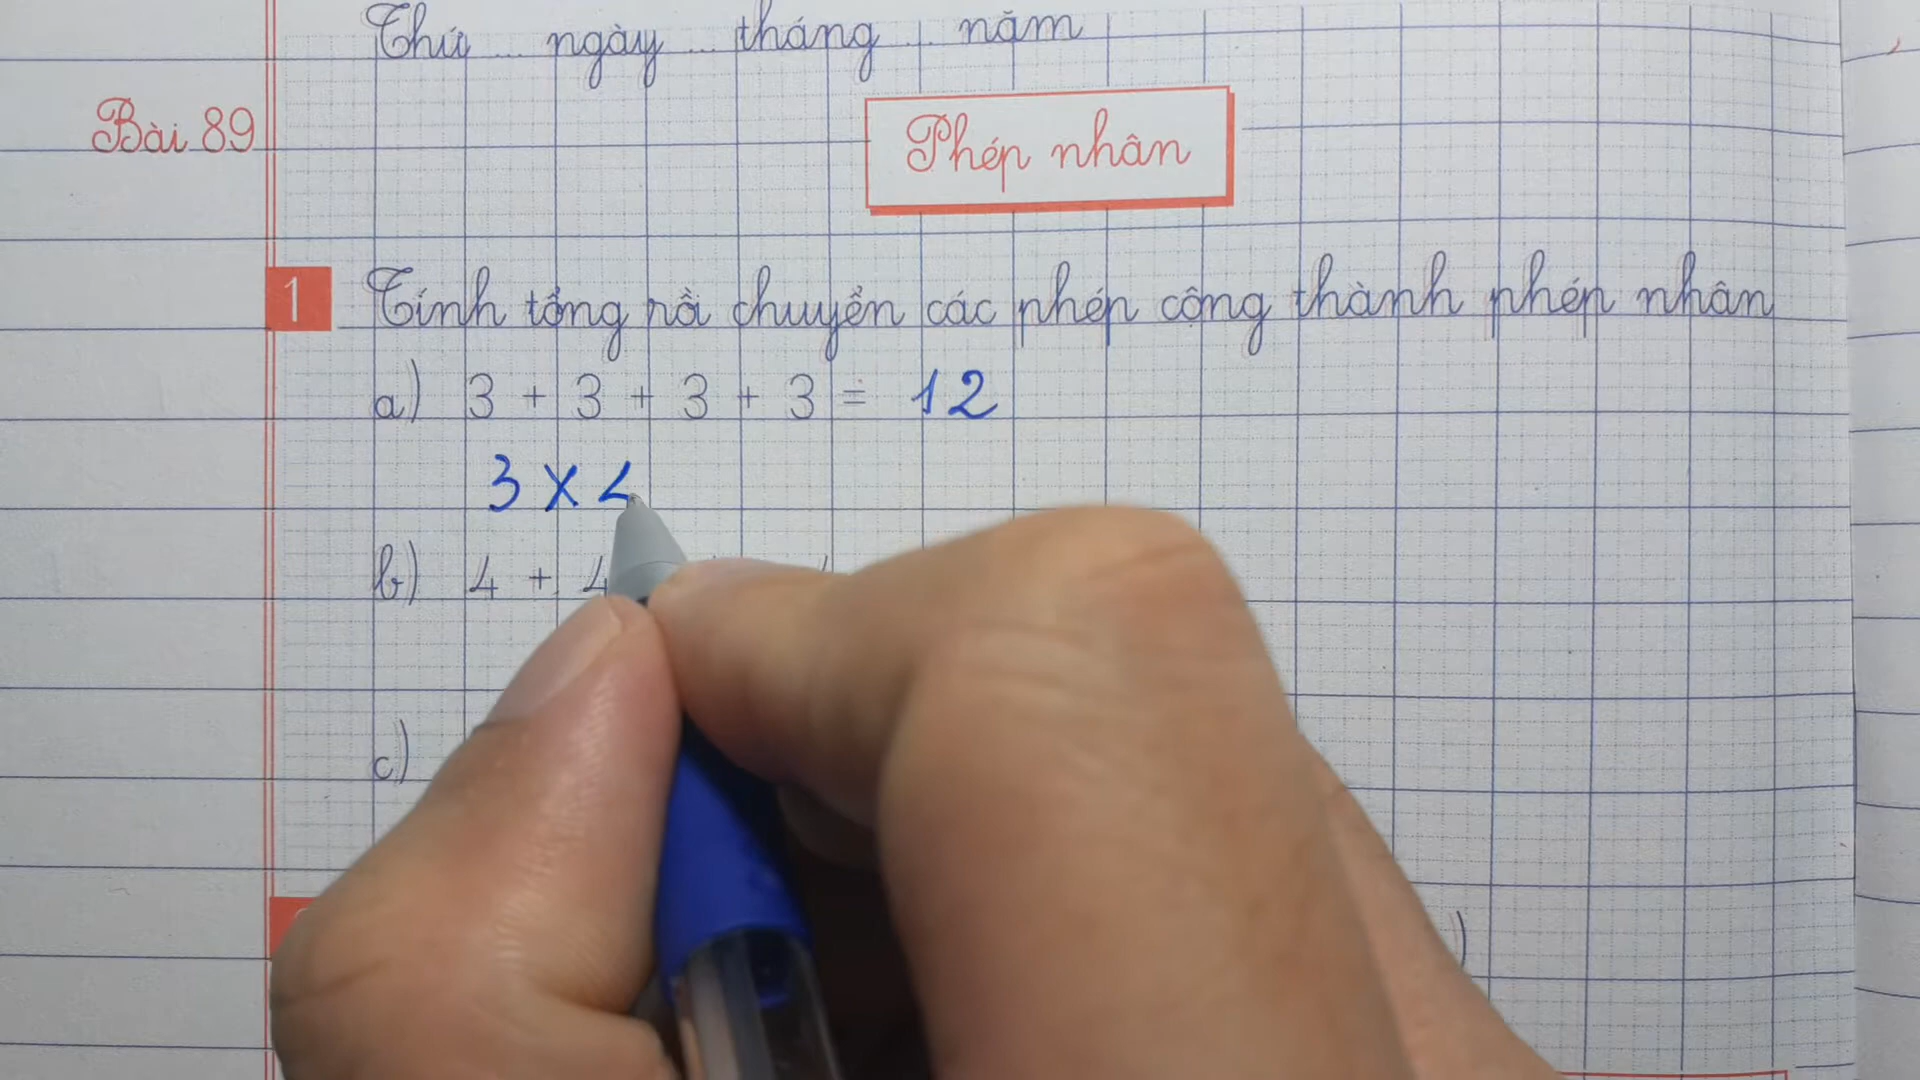 Thứ ... ngày ... tháng ... năm
Bài 89
Phép nhân
1 Tính tổng rồi chuyển các phép cộng thành phép nhân
a) 3 + 3 + 3 + 3 = 12
3 x
b) 4 + 4
c)